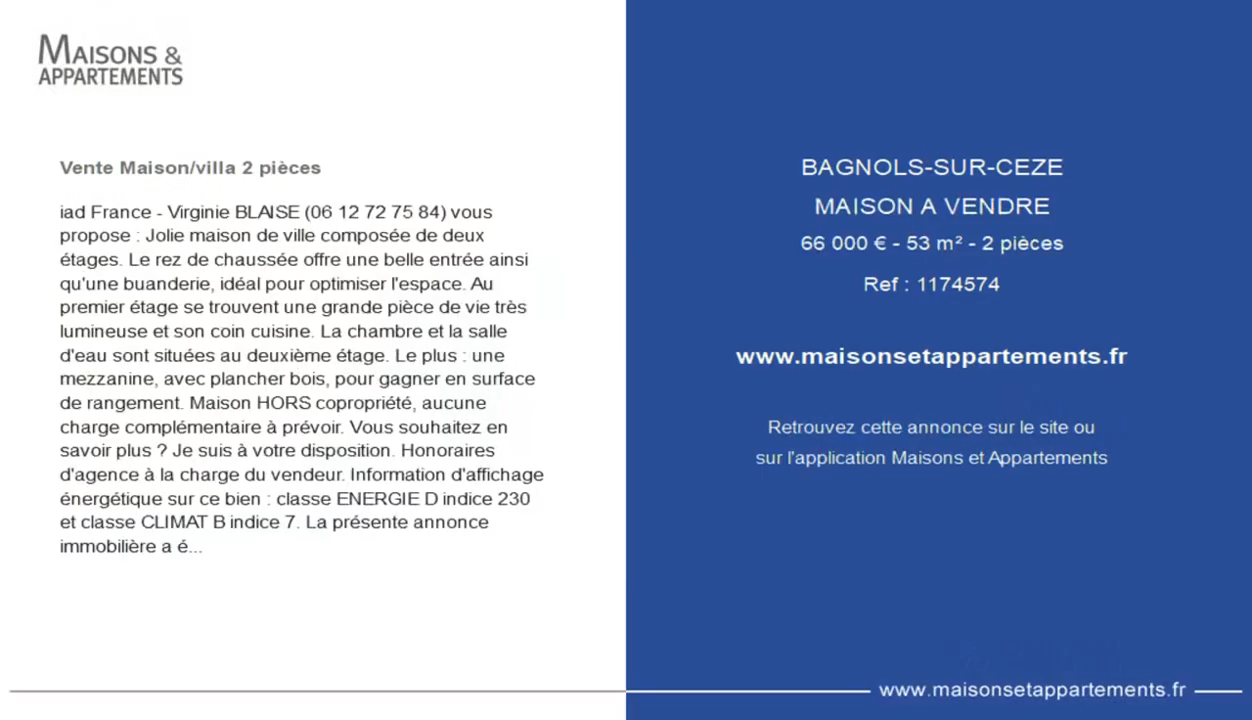 MAISONS &
APPARTEMENTS
Vente Maison/villa 2 pièces
iad France - Virginie BLAISE (06 12 72 75 84) vous
propose : Jolie maison de ville composée de deux
étages. Le rez de chaussée offre une belle entrée ainsi
qu'une buanderie, idéal pour optimiser l'espace. Au
premier étage se trouvent une grande pièce de vie très
lumineuse et son coin cuisine. La chambre et la salle
d'eau sont situées au deuxième étage. Le plus : une
mezzanine, avec plancher bois, pour gagner en surface
de rangement. Maison HORS copropriété, aucune
charge complémentaire à prévoir. Vous souhaitez en
savoir plus ? Je suis à votre disposition. Honoraires
d'agence à la charge du vendeur. Information d'affichage
énergétique sur ce bien : classe ENERGIE D indice 230
et classe CLIMAT B indice 7. La présente annonce
immobilière a é...
BAGNOLS-SUR-CEZE
MAISON A VENDRE
66 000 € - 53 m² - 2 pièces
Ref : 1174574
www.maisonsetappartements.fr
Retrouvez cette annonce sur le site ou
sur l'application Maisons et Appartements
www.maisonsetappartements.fr